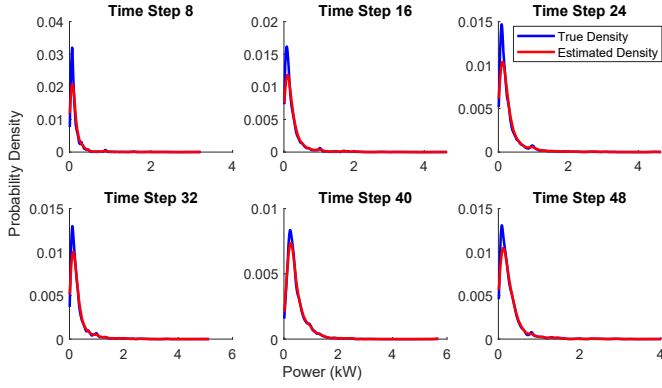 Time Step 8
Time Step 16
Time Step 24
0.04
0.03
0.02
0.01
0
0 2 4
0.02
0.015
0.01
0.005
0
0 2 4
0.015
0.01
0.005
0
0 2 4
True Density
Estimated Density
Probability Density
Time Step 32
Time Step 40
Time Step 48
0.015
0.01
0.005
0
0 2 4 6
0.01
0.005
0
0 2 4 6
0.015
0.01
0.005
0
0 2 4
Power (kW)